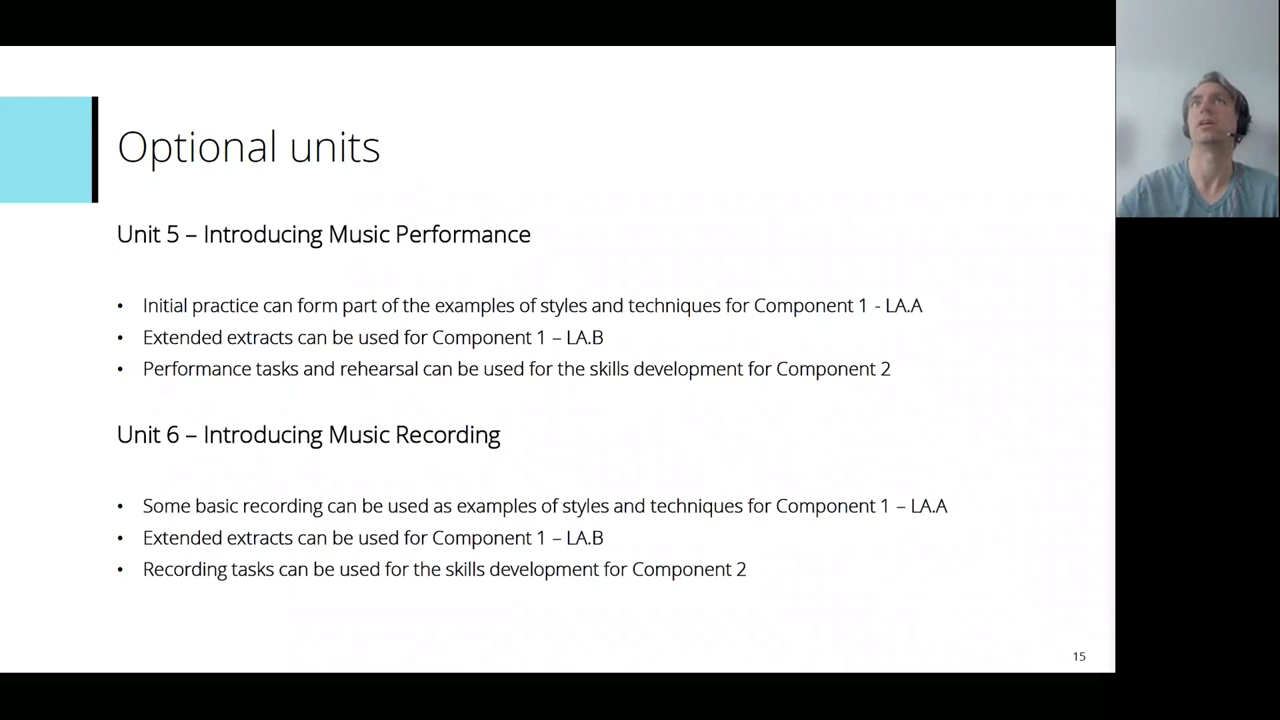 Optional units
Unit 5 – Introducing Music Performance
• Initial practice can form part of the examples of styles and techniques for Component 1 - LA.A
• Extended extracts can be used for Component 1 – LA.B
• Performance tasks and rehearsal can be used for the skills development for Component 2
Unit 6 – Introducing Music Recording
• Some basic recording can be used as examples of styles and techniques for Component 1 – LA.A
• Extended extracts can be used for Component 1 – LA.B
• Recording tasks can be used for the skills development for Component 2
15